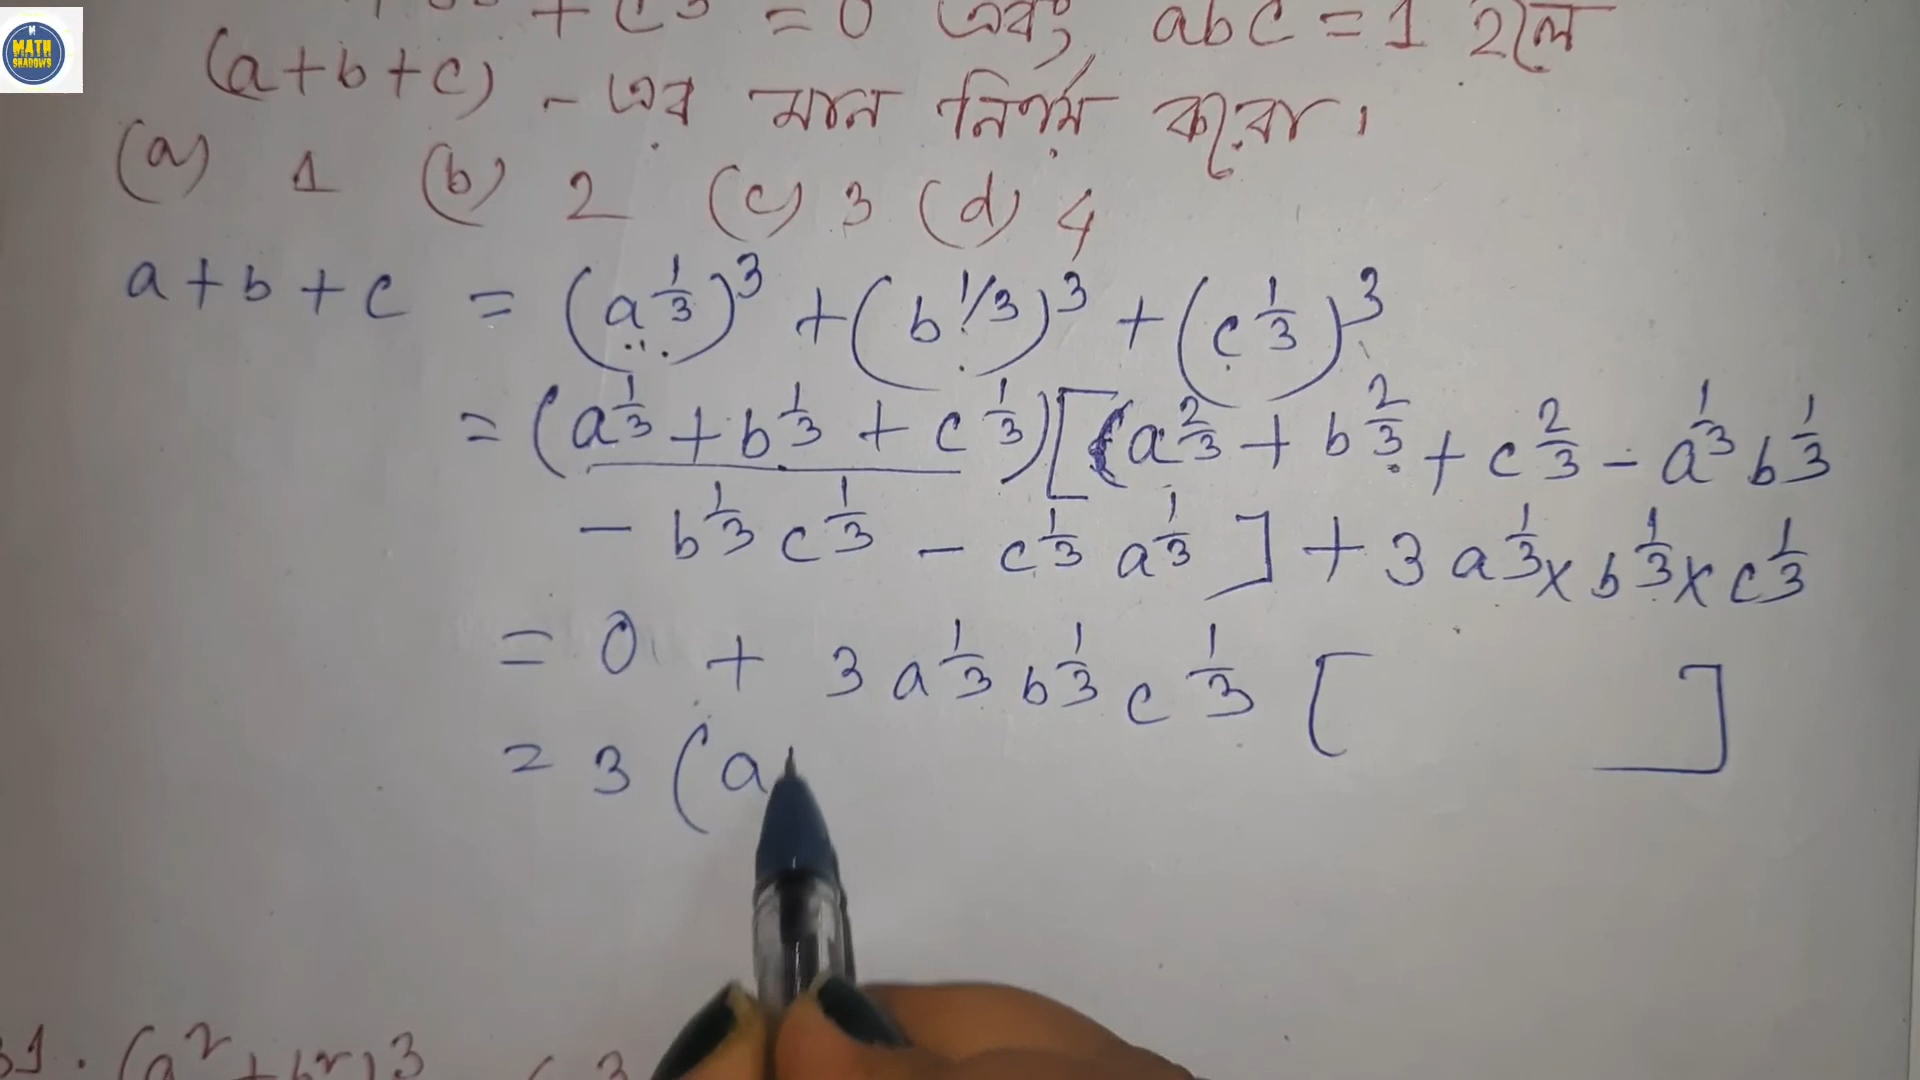 MATH SHADOWS
= 0 এবং abc = 1 হলে
(a+b+c) - এর মান নির্ণয় করো।
(a) 1 (b) 2 (c) 3 (d) 4
a+b+c = (a^{1/3})^3 + (b^{1/3})^3 + (c^{1/3})^3
= (a^{1/3} + b^{1/3} + c^{1/3}) [(a^{2/3} + b^{2/3} + c^{2/3} - a^{1/3} b^{1/3}
- b^{1/3} c^{1/3} - c^{1/3} a^{1/3}] + 3 a^{1/3} × b^{1/3} × c^{1/3}
= 0 + 3 a^{1/3} b^{1/3} c^{1/3} [ ]
= 3 (a